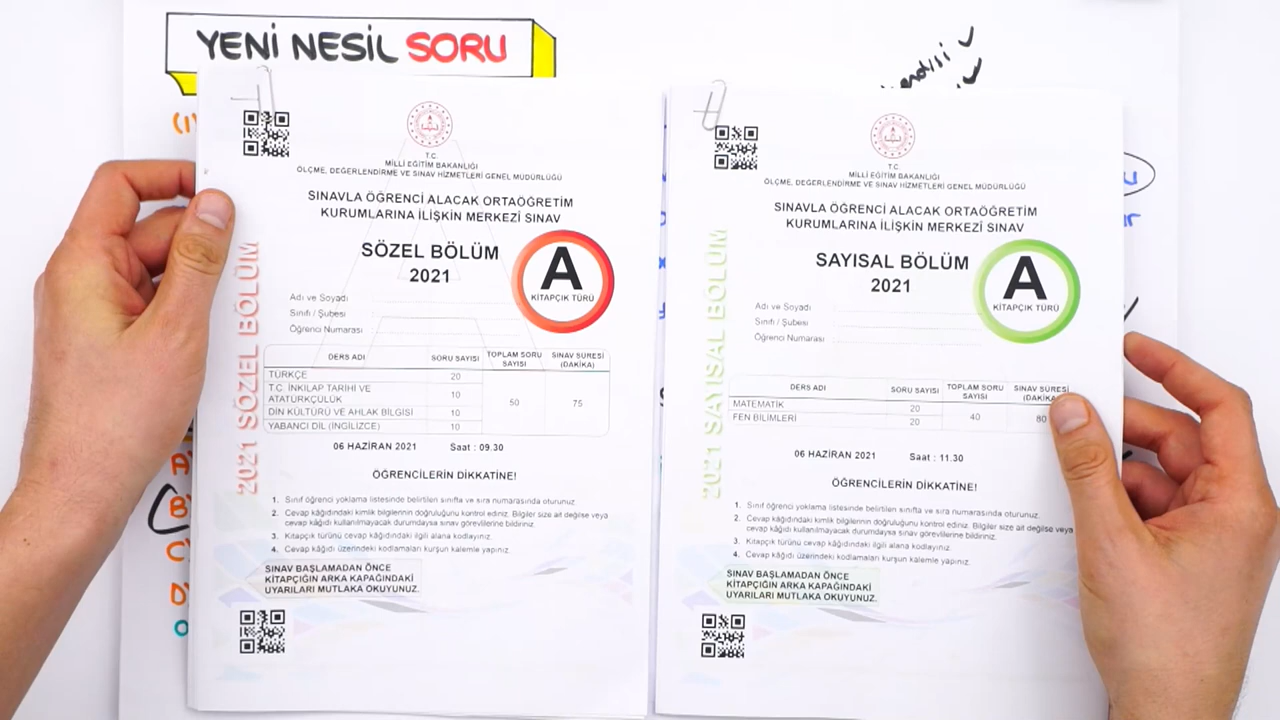 YENİ NESİL SORU
T.C.
MİLLİ EĞİTİM BAKANLIĞI
ÖLÇME, DEĞERLENDİRME VE SINAV HİZMETLERİ GENEL MÜDÜRLÜĞÜ
SINAVLA ÖĞRENCİ ALACAK ORTAÖĞRETİM
KURUMLARINA İLİŞKİN MERKEZÎ SINAV
SÖZEL BÖLÜM
2021
A
KİTAPÇIK TÜRÜ
2021 SÖZEL BÖLÜM
Adı ve Soyadı :
Sınıfı / Şubesi :
Öğrenci Numarası :
DERS ADI SORU SAYISI TOPLAM SORU SAYISI SINAV SÜRESİ (DAKİKA)
TÜRKÇE 20
T.C. İNKILAP TARİHİ VE
ATATÜRKÇÜLÜK 10
50 75
DİN KÜLTÜRÜ VE AHLAK BİLGİSİ 10
YABANCI DİL (İNGİLİZCE) 10
06 HAZİRAN 2021 Saat : 09.30
ÖĞRENCİLERİN DİKKATİNE!
1. Sınıf öğrenci yoklama listesinde belirtilen sınıfta ve sıra numarasında oturunuz.
2. Cevap kâğıdındaki kimlik bilgilerinin doğruluğunu kontrol ediniz. Bilgiler size ait değilse veya
cevap kâğıdı kullanılmayacak durumdaysa sınav görevlilerine bildiriniz.
3. Kitapçık türünü cevap kâğıdındaki ilgili alana kodlayınız.
4. Cevap kâğıdı üzerindeki kodlamaları kurşun kalemle yapınız.
SINAV BAŞLAMADAN ÖNCE
KİTAPÇIĞIN ARKA KAPAĞINDAKİ
UYARILARI MUTLAKA OKUYUNUZ.
T.C.
MİLLİ EĞİTİM BAKANLIĞI
ÖLÇME, DEĞERLENDİRME VE SINAV HİZMETLERİ GENEL MÜDÜRLÜĞÜ
SINAVLA ÖĞRENCİ ALACAK ORTAÖĞRETİM
KURUMLARINA İLİŞKİN MERKEZÎ SINAV
SAYISAL BÖLÜM
2021
A
KİTAPÇIK TÜRÜ
2021 SAYISAL BÖLÜM
Adı ve Soyadı :
Sınıfı / Şubesi :
Öğrenci Numarası :
DERS ADI SORU SAYISI TOPLAM SORU SAYISI SINAV SÜRESİ (DAKİKA
MATEMATİK 20
40 80
FEN BİLİMLERİ 20
06 HAZİRAN 2021 Saat : 11.30
ÖĞRENCİLERİN DİKKATİNE!
1. Sınıf öğrenci yoklama listesinde belirtilen sınıfta ve sıra numarasında oturunuz.
2. Cevap kâğıdındaki kimlik bilgilerinin doğruluğunu kontrol ediniz. Bilgiler size ait değilse veya
cevap kâğıdı kullanılmayacak durumdaysa sınav görevlilerine bildiriniz.
3. Kitapçık türünü cevap kâğıdındaki ilgili alana kodlayınız.
4. Cevap kâğıdı üzerindeki kodlamaları kurşun kalemle yapınız.
SINAV BAŞLAMADAN ÖNCE
KİTAPÇIĞIN ARKA KAPAĞINDAKİ
UYARILARI MUTLAKA OKUYUNUZ.